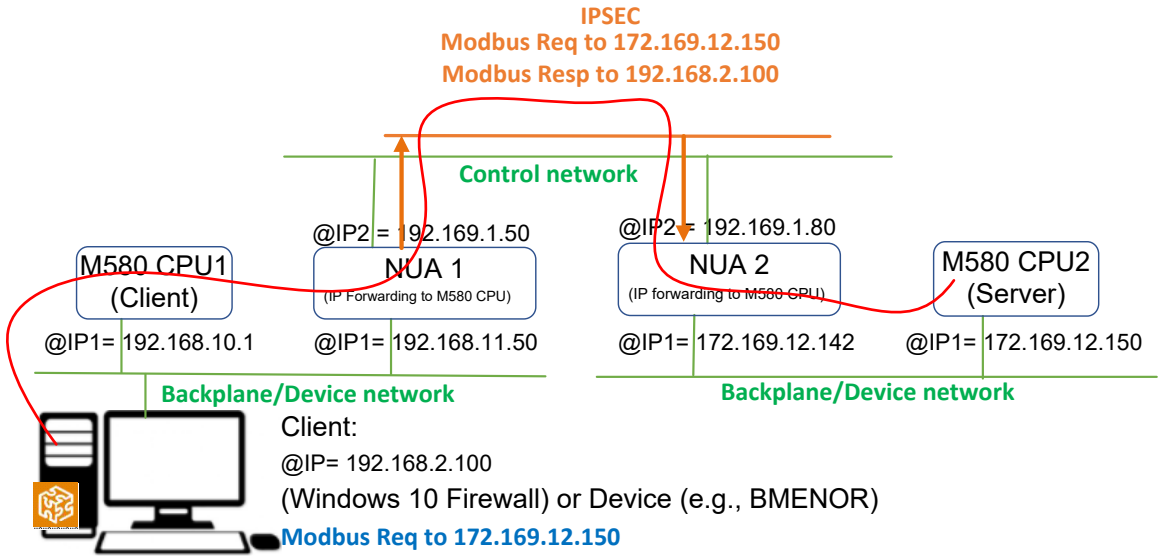 IPSEC
Modbus Req to 172.169.12.150
Modbus Resp to 192.168.2.100
Control network
@IP2 = 192.169.1.50
@IP2 = 192.169.1.80
M580 CPU1
(Client)
NUA 1
(IP Forwarding to M580 CPU)
NUA 2
(IP forwarding to M580 CPU)
M580 CPU2
(Server)
@IP1= 192.168.10.1
@IP1= 192.168.11.50
@IP1= 172.169.12.142
@IP1= 172.169.12.150
Backplane/Device network
Backplane/Device network
Client:
@IP= 192.168.2.100
(Windows 10 Firewall) or Device (e.g., BMENOR)
Modbus Req to 172.169.12.150